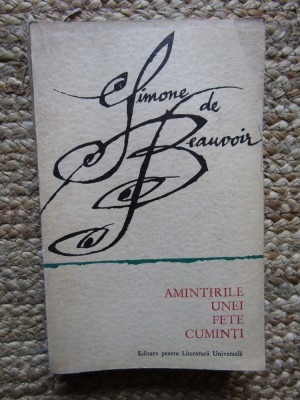 Simone de
Beauvoir
AMINTIRILE
UNEI
FETE
CUMINȚI
Editura pentru Literatură Universală